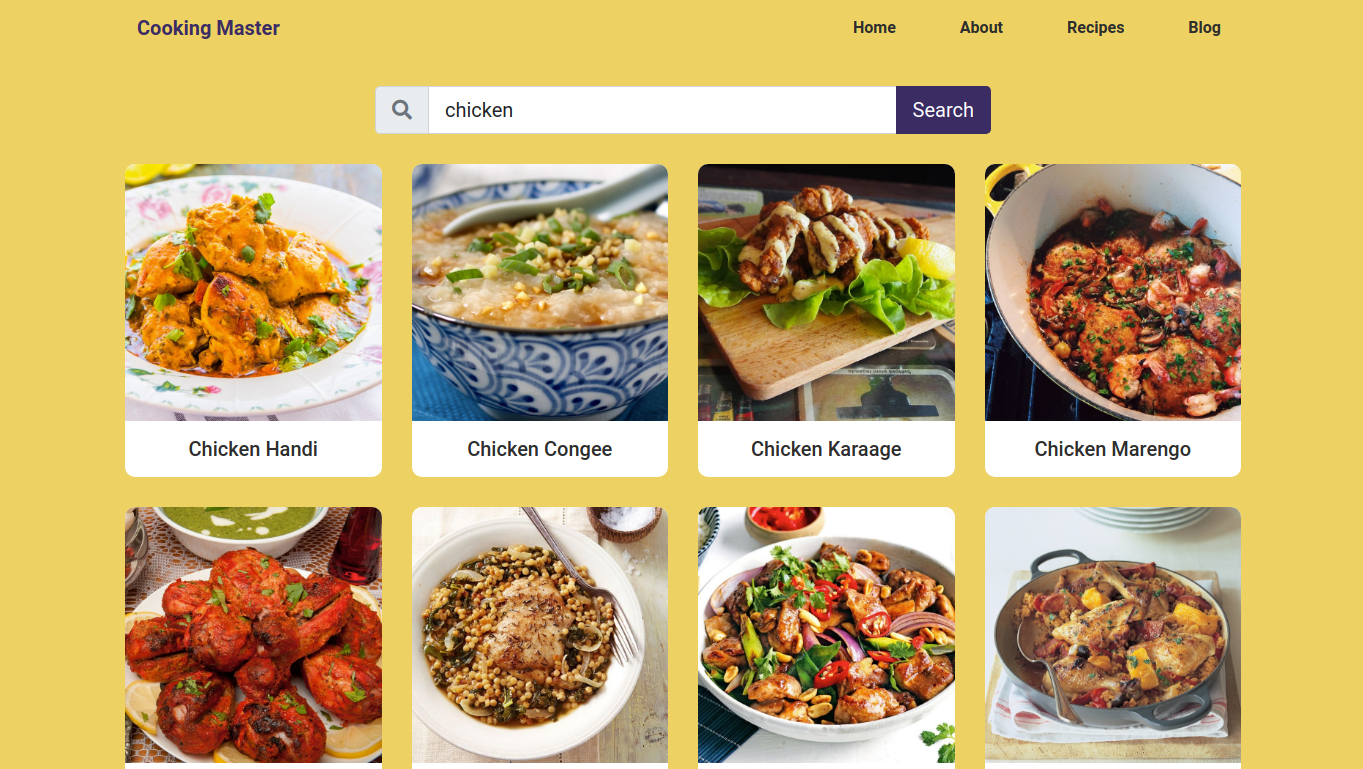 Cooking Master
Home
About
Recipes
Blog
chicken
Search
Chicken Handi
Chicken Congee
Chicken Karaage
Chicken Marengo